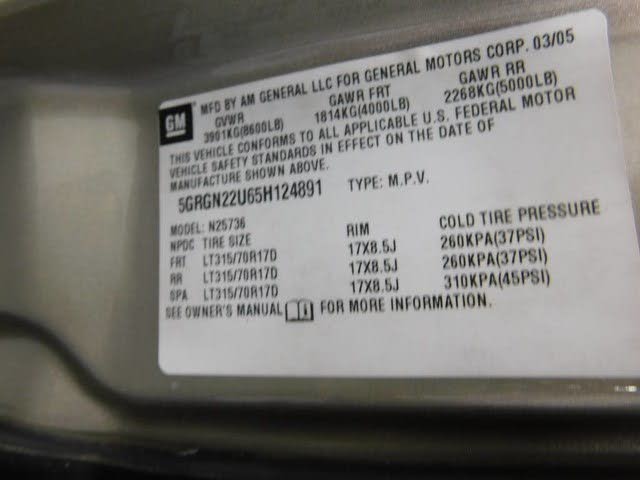 GM
MFD BY AM GENERAL LLC FOR GENERAL MOTORS CORP. 03/05
GVWR GAWR FRT GAWR RR
3901KG(8600LB) 1814KG(4000LB) 2268KG(5000LB)
THIS VEHICLE CONFORMS TO ALL APPLICABLE U.S. FEDERAL MOTOR
VEHICLE SAFETY STANDARDS IN EFFECT ON THE DATE OF
MANUFACTURE SHOWN ABOVE.
5GRGN22U65H124891 TYPE: M.P.V.
MODEL: N25736
NPDC TIRE SIZE RIM COLD TIRE PRESSURE
FRT LT315/70R17D 17X8.5J 260KPA(37PSI)
RR LT315/70R17D 17X8.5J 260KPA(37PSI)
SPA LT315/70R17D 17X8.5J 310KPA(45PSI)
SEE OWNER'S MANUAL FOR MORE INFORMATION.